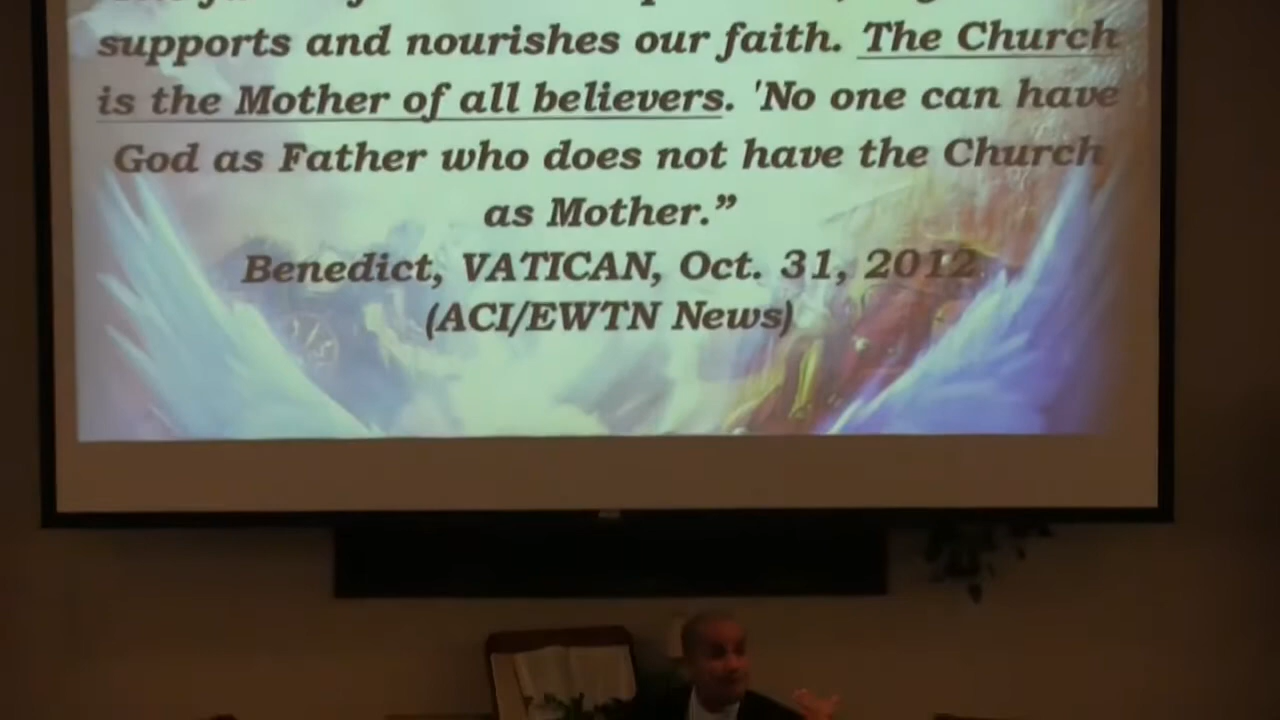 supports and nourishes our faith. The Church
is the Mother of all believers. 'No one can have
God as Father who does not have the Church
as Mother.”
Benedict, VATICAN, Oct. 31, 2012
(ACI/EWTN News)